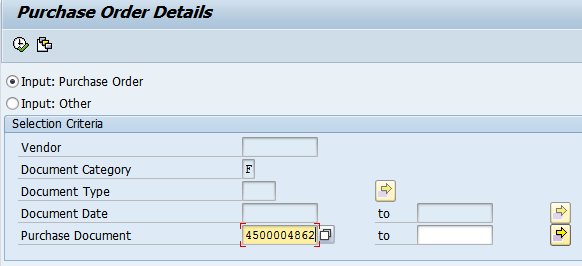 Purchase Order Details
Input: Purchase Order
Input: Other
Selection Criteria
Vendor
Document Category F
Document Type
Document Date to
Purchase Document 4500004862 to